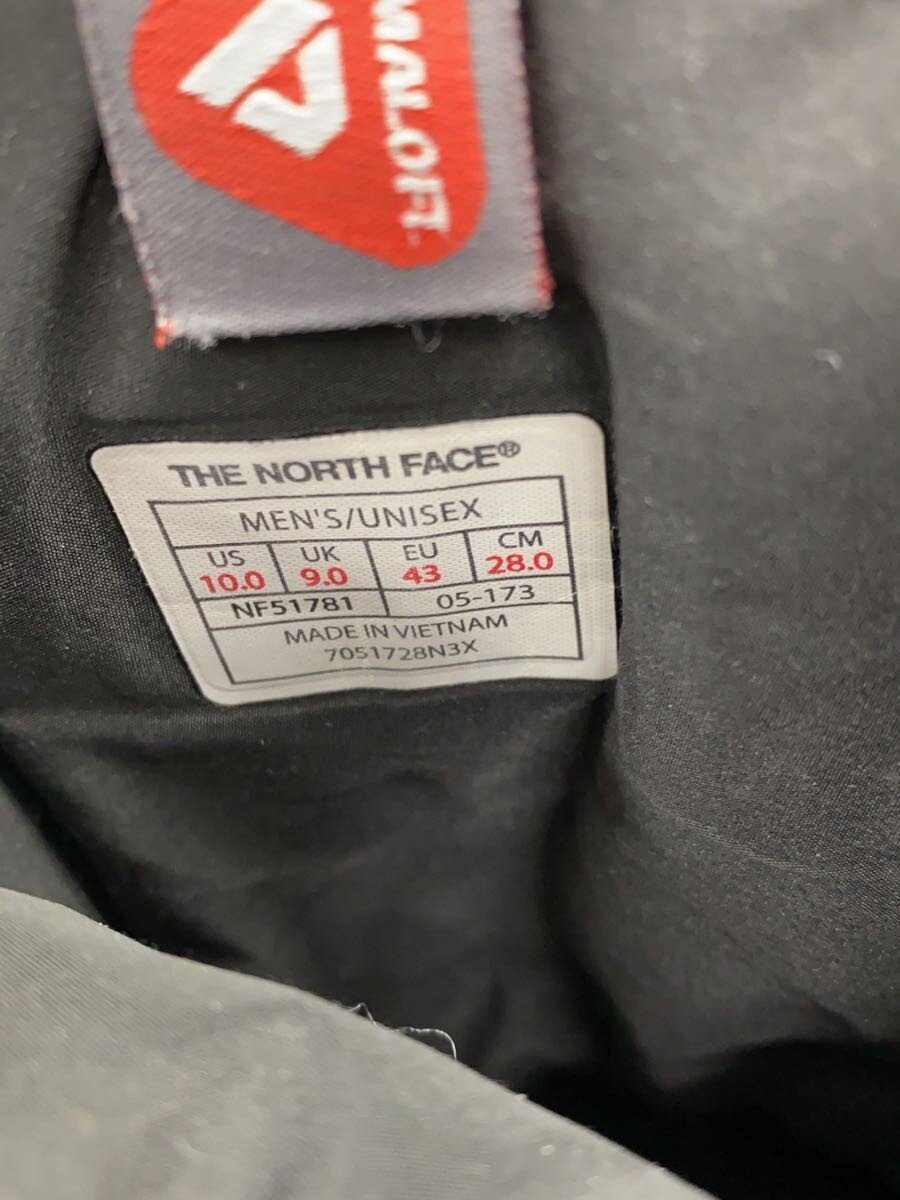 MALOFT
THE NORTH FACE®
MEN'S/UNISEX
US UK EU CM
10.0 9.0 43 28.0
NF51781 05-173
MADE IN VIETNAM
7051728N3X